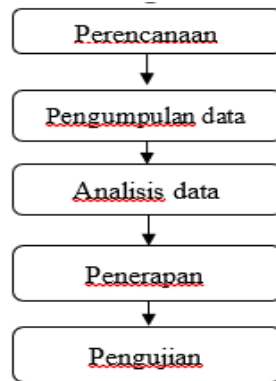 Perencanaan
Pengumpulan data
Analisis data
Penerapan
Pengujian